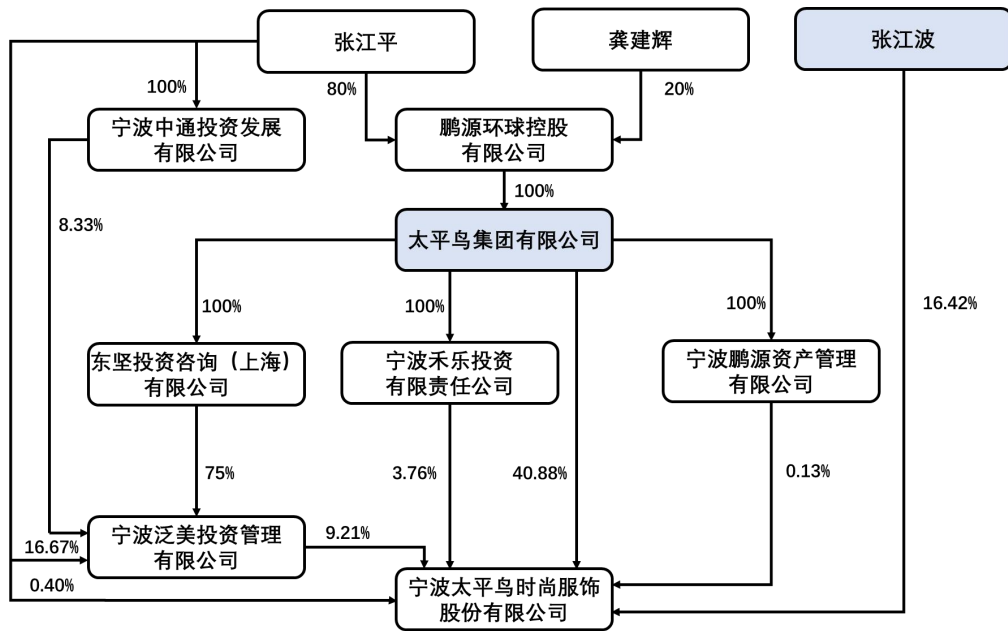 张江平
龚建辉
张江波
100%
80%
20%
宁波中通投资发展
有限公司
鹏源环球控股
有限公司
100%
8.33%
太平鸟集团有限公司
100%
100%
100%
16.42%
东坚投资咨询（上海）
有限公司
宁波禾乐投资
有限责任公司
宁波鹏源资产管理
有限公司
75%
3.76%
40.88%
0.13%
宁波泛美投资管理
有限公司
9.21%
16.67%
0.40%
宁波太平鸟时尚服饰
股份有限公司